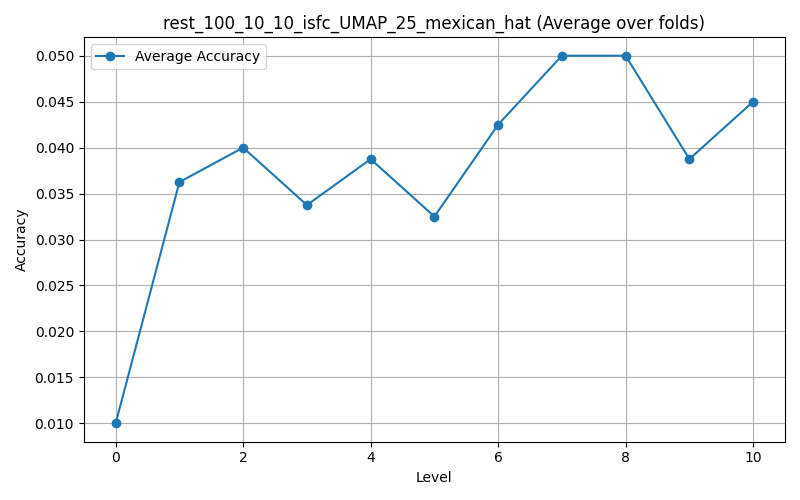 rest_100_10_10_isfc_UMAP_25_mexican_hat (Average over folds)
Average Accuracy
0.050
0.045
0.040
0.035
0.030
0.025
0.020
0.015
0.010
Accuracy
0 2 4 6 8 10
Level